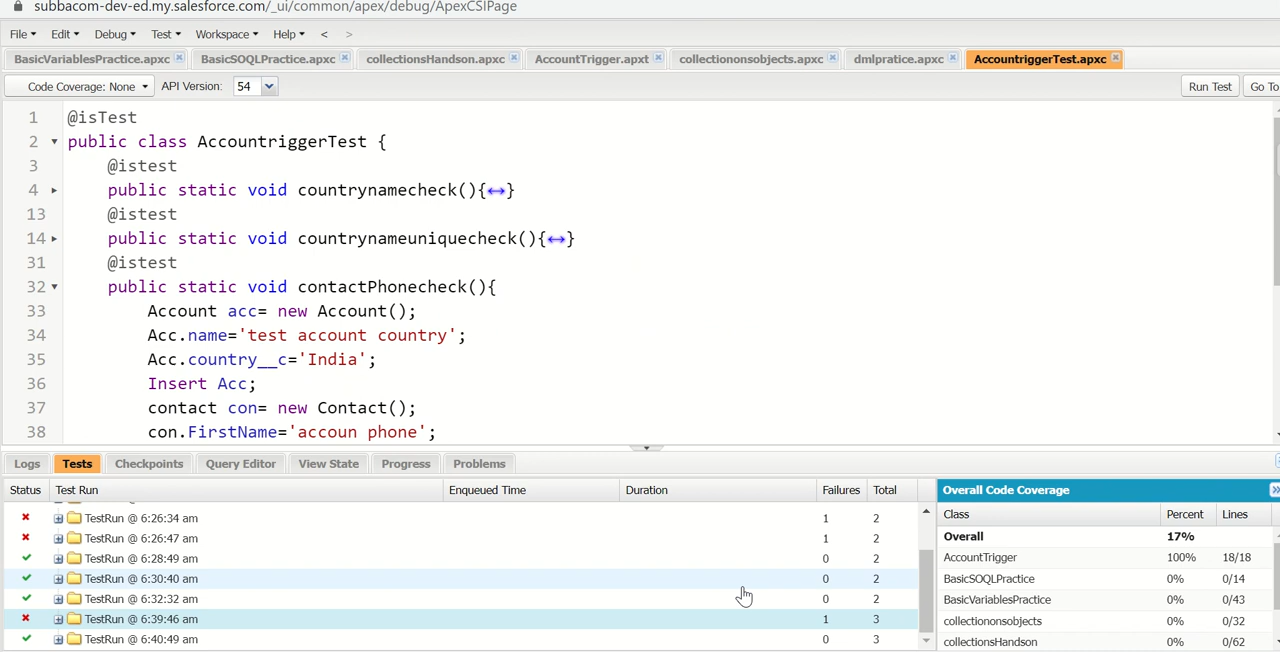 subbacom-dev-ed.my.salesforce.com/_ui/common/apex/debug/ApexCSIPage
File Edit Debug Test Workspace Help < >
BasicVariablesPractice.apxc BasicSOQLPractice.apxc collectionsHandson.apxc AccountTrigger.apxt collectiononsobjects.apxc dmlpratice.apxc AccountriggerTest.apxc
Code Coverage: None API Version: 54 Run Test Go To
1 @isTest
2 public class AccountriggerTest {
3 @istest
4 public static void countrynamecheck(){↔}
13 @istest
14 public static void countrynameuniquecheck(){↔}
31 @istest
32 public static void contactPhonecheck(){
33 Account acc= new Account();
34 Acc.name='test account country';
35 Acc.country__c='India';
36 Insert Acc;
37 contact con= new Contact();
38 con.FirstName='accoun phone';
Logs Tests Checkpoints Query Editor View State Progress Problems
Status Test Run Enqueued Time Duration Failures Total
TestRun @ 6:26:34 am 1 2
TestRun @ 6:26:47 am 1 2
TestRun @ 6:28:49 am 0 2
TestRun @ 6:30:40 am 0 2
TestRun @ 6:32:32 am 0 2
TestRun @ 6:39:46 am 1 3
TestRun @ 6:40:49 am 0 3
Overall Code Coverage
Class Percent Lines
Overall 17%
AccountTrigger 100% 18/18
BasicSOQLPractice 0% 0/14
BasicVariablesPractice 0% 0/43
collectiononsobjects 0% 0/32
collectionsHandson 0% 0/62